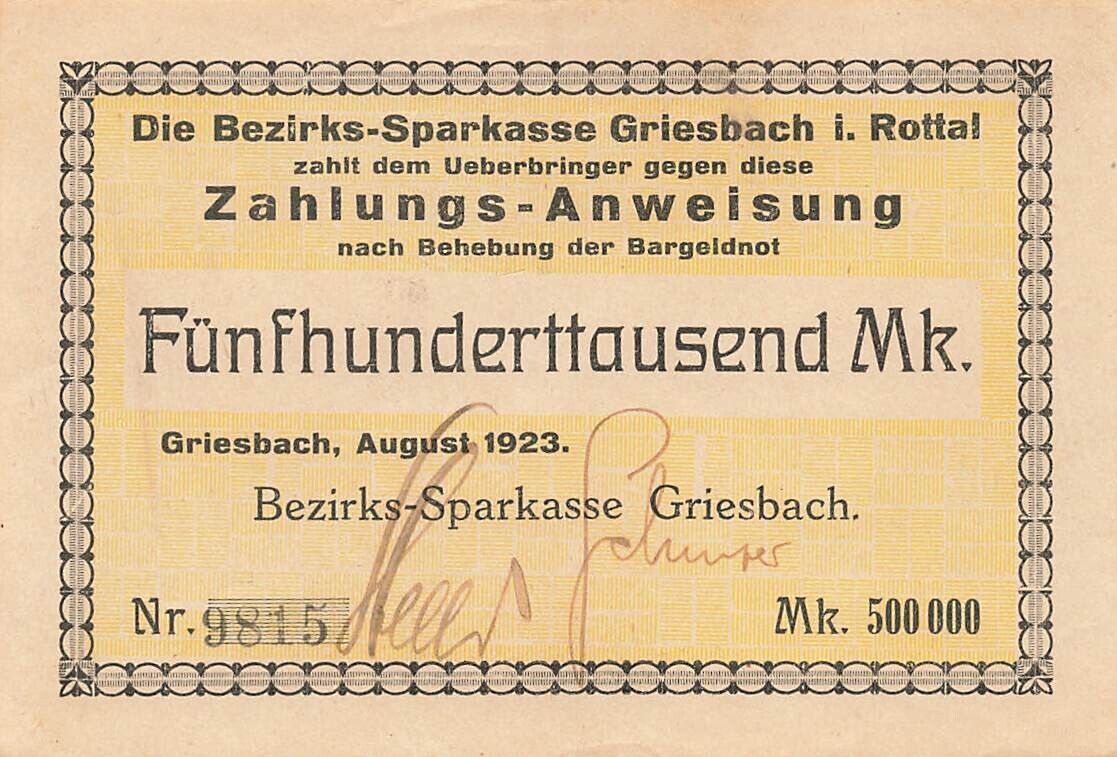 Die Bezirks-Sparkasse Griesbach i. Rottal
zahlt dem Ueberbringer gegen diese
Zahlungs-Anweisung
nach Behebung der Bargeldnot
Fünfhunderttausend Mk.
Griesbach, August 1923.
Bezirks-Sparkasse Griesbach.
Nr. 9815
Mk. 500 000